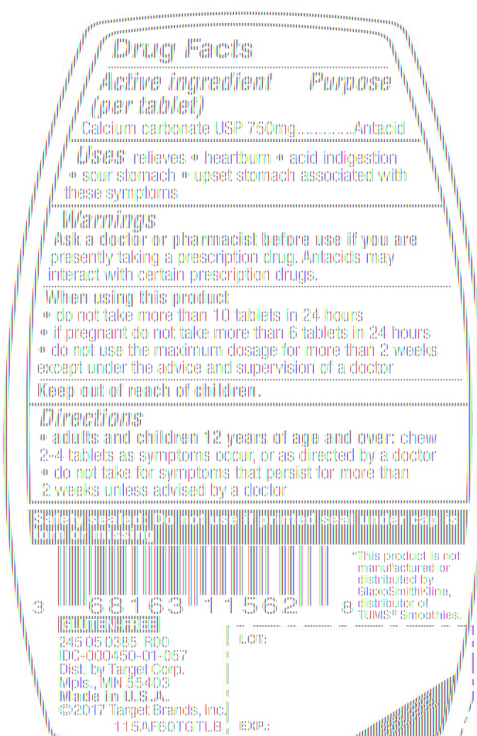 Drug Facts
Active ingredient Purpose
(per tablet)
Calcium carbonate USP 750mg............Antacid
Uses relieves • heartburn • acid indigestion
• sour stomach • upset stomach associated with
these symptoms
Warnings
Ask a doctor or pharmacist before use if you are
presently taking a prescription drug. Antacids may
interact with certain prescription drugs.
When using this product
• do not take more than 10 tablets in 24 hours
• if pregnant do not take more than 6 tablets in 24 hours
• do not use the maximum dosage for more than 2 weeks
except under the advice and supervision of a doctor
Keep out of reach of children.
Directions
• adults and children 12 years of age and over: chew
2-4 tablets as symptoms occur, or as directed by a doctor
• do not take for symptoms that persist for more than
2 weeks unless advised by a doctor
Safety sealed: Do not use if printed seal under cap is
torn or missing
*This product is not
manufactured or
distributed by
GlaxoSmithKline,
distributor of
TUMS® Smoothies.
3 68163 11562 8
GLUTEN FREE
245 05 0385 R00
IDC-000450-01-057
Dist. by Target Corp.
Mpls., MN 55403
Made in U.S.A.
©2017 Target Brands, Inc.
115AF60TGTLB
LOT:
EXP.: